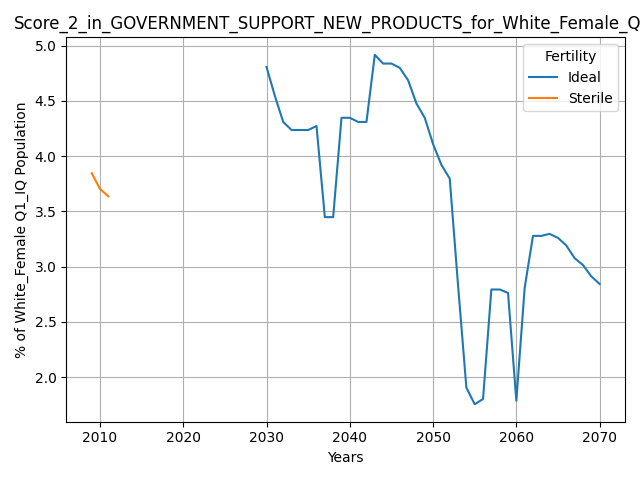 Score_2_in_GOVERNMENT_SUPPORT_NEW_PRODUCTS_for_White_Female_Q
5.0
4.5
4.0
3.5
3.0
2.5
2.0
% of White_Female Q1_IQ Population
Fertility
Ideal
Sterile
2010 2020 2030 2040 2050 2060 2070
Years